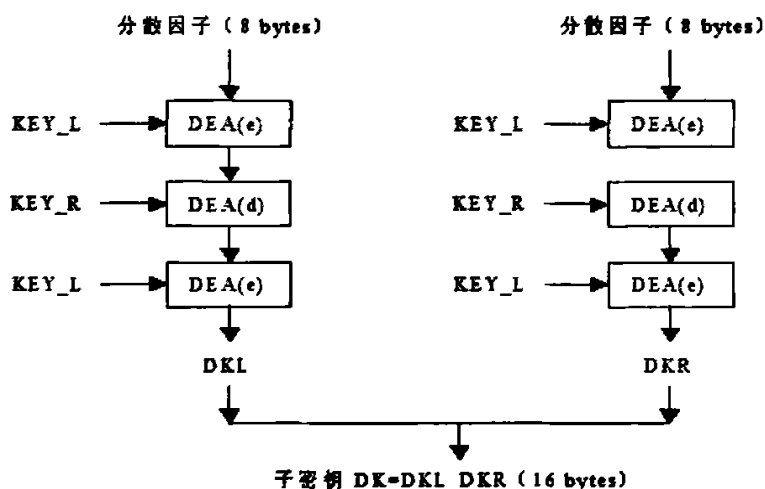 分散因子（8 bytes）
分散因子（8 bytes）
KEY_L
DEA(e)
KEY_L
DEA(e)
KEY_R
DEA(d)
KEY_R
DEA(d)
KEY_L
DEA(e)
KEY_L
DEA(e)
DKL
DKR
子密钥 DK=DKL DKR（16 bytes）